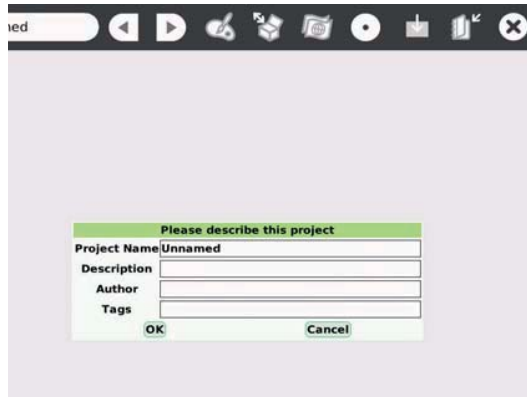 ned
Please describe this project
Project Name Unnamed
Description
Author
Tags
OK Cancel